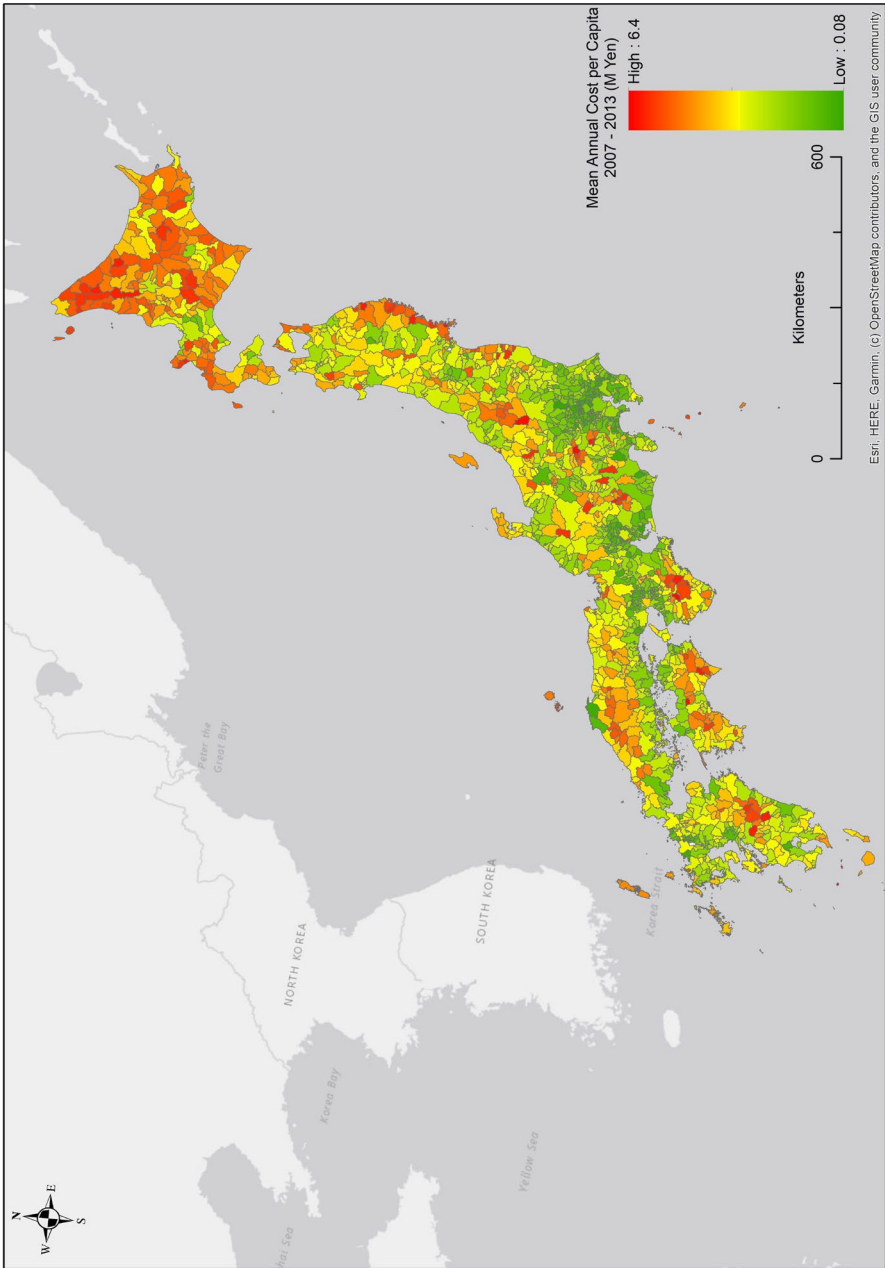 N
W E
S
Peter the
Great Bay
NORTH KOREA
SOUTH KOREA
Korea Bay
Korea Strait
Yellow Sea
hai Sea
Mean Annual Cost per Capita
2007 - 2013 (M Yen)
High : 6.4
Low : 0.08
Kilometers
0 600
Esri, HERE, Garmin, (c) OpenStreetMap contributors, and the GIS user community